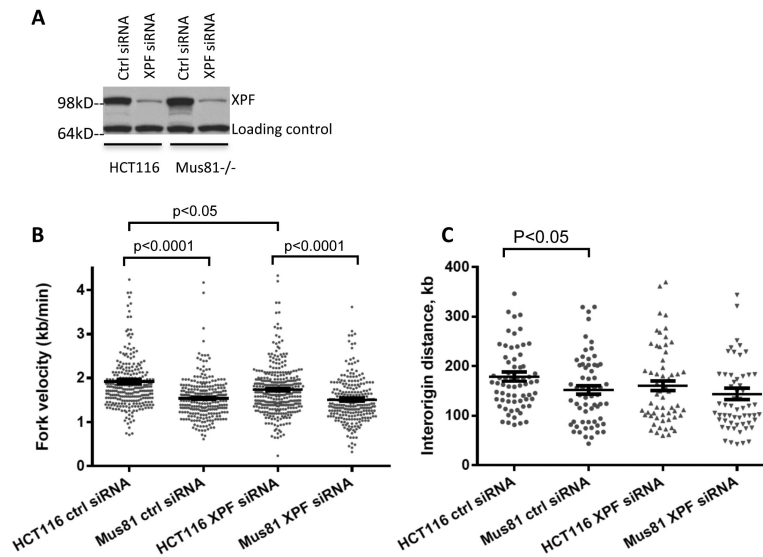 A
Ctrl siRNA
XPF siRNA
Ctrl siRNA
XPF siRNA
98kD--
XPF
64kD--
Loading control
HCT116
Mus81-/-
B
p<0.05
p<0.0001
p<0.0001
Fork velocity (kb/min)
4
3
2
1
0
HCT116 ctrl siRNA
Mus81 ctrl siRNA
HCT116 XPF siRNA
Mus81 XPF siRNA
C
P<0.05
Interorigin distance, kb
400
300
200
100
0
HCT116 ctrl siRNA
Mus81 ctrl siRNA
HCT116 XPF siRNA
Mus81 XPF siRNA